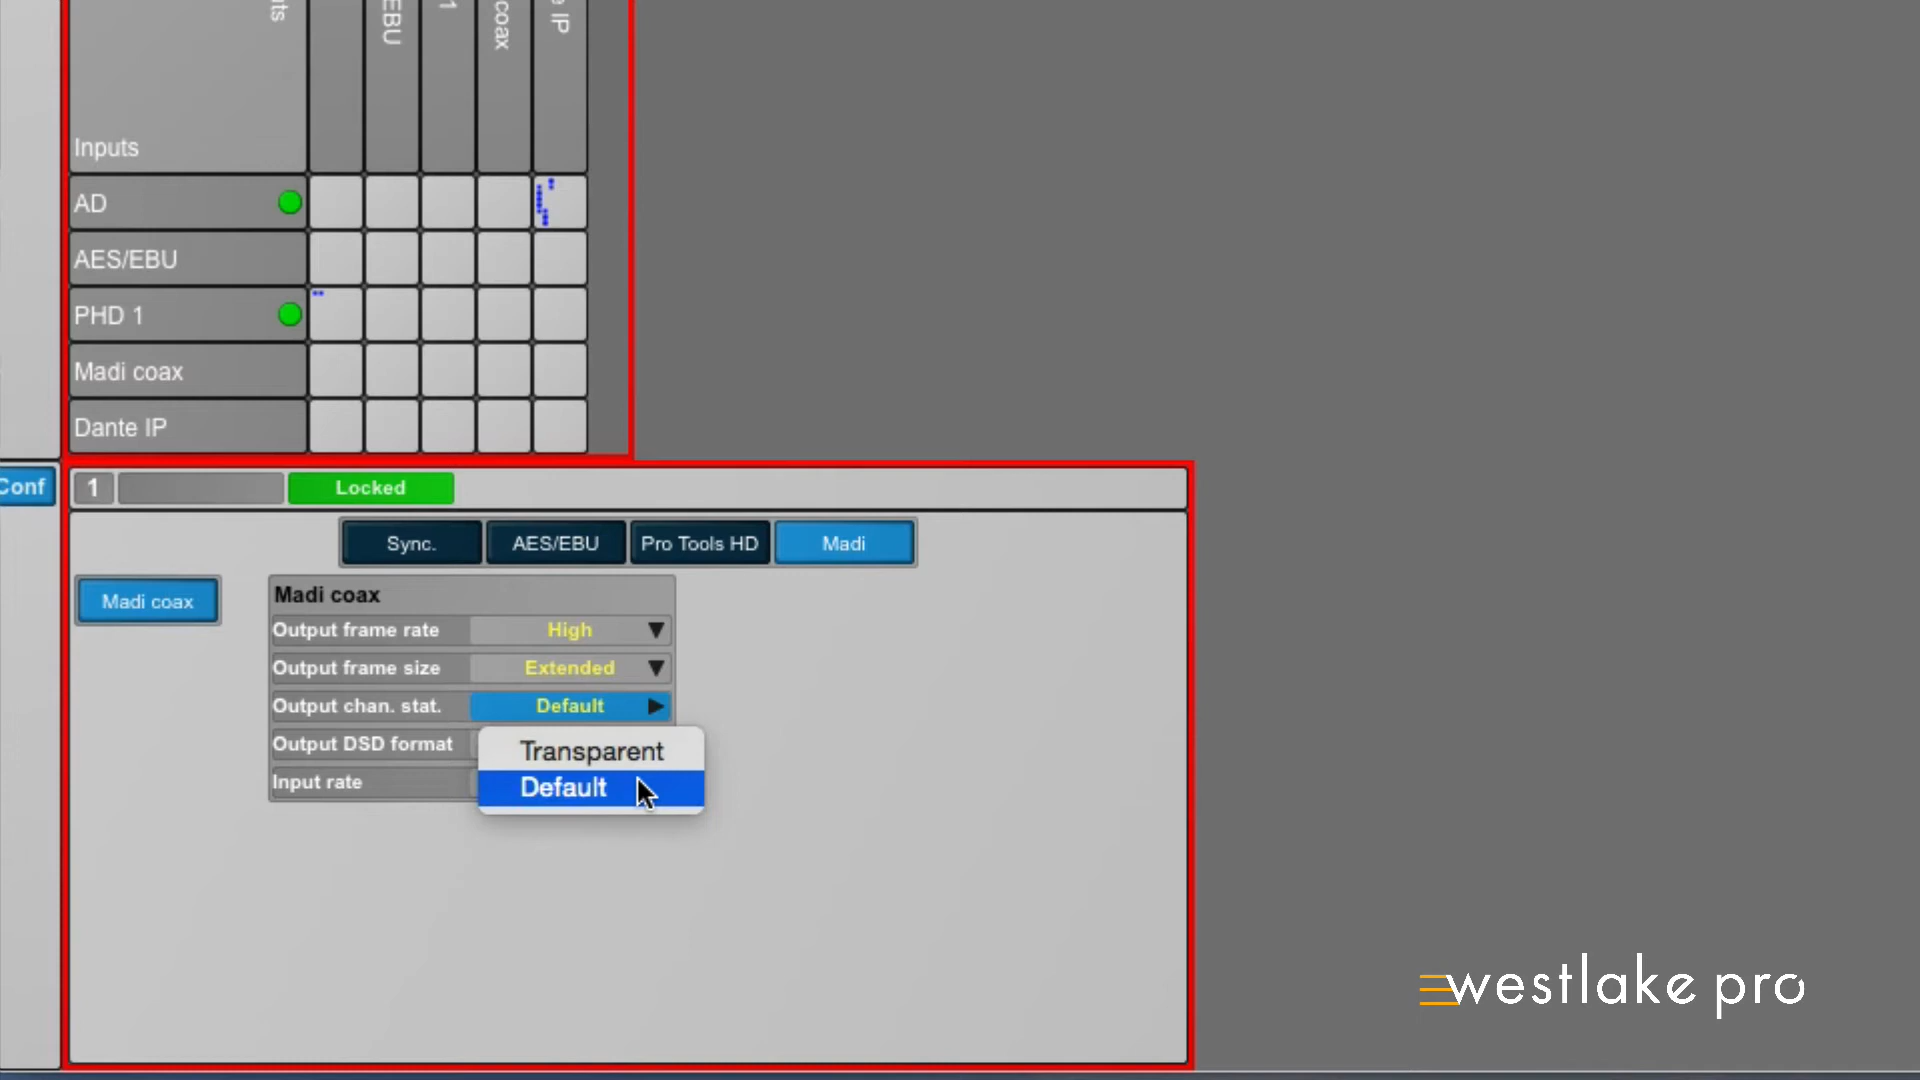 ts
EBU
1
coax
IP
Inputs
AD
AES/EBU
PHD 1
Madi coax
Dante IP
Conf
1
Locked
Sync.
AES/EBU
Pro Tools HD
Madi
Madi coax
Madi coax
Output frame rate High
Output frame size Extended
Output chan. stat. Default
Output DSD format
Input rate
Transparent
Default
westlake pro